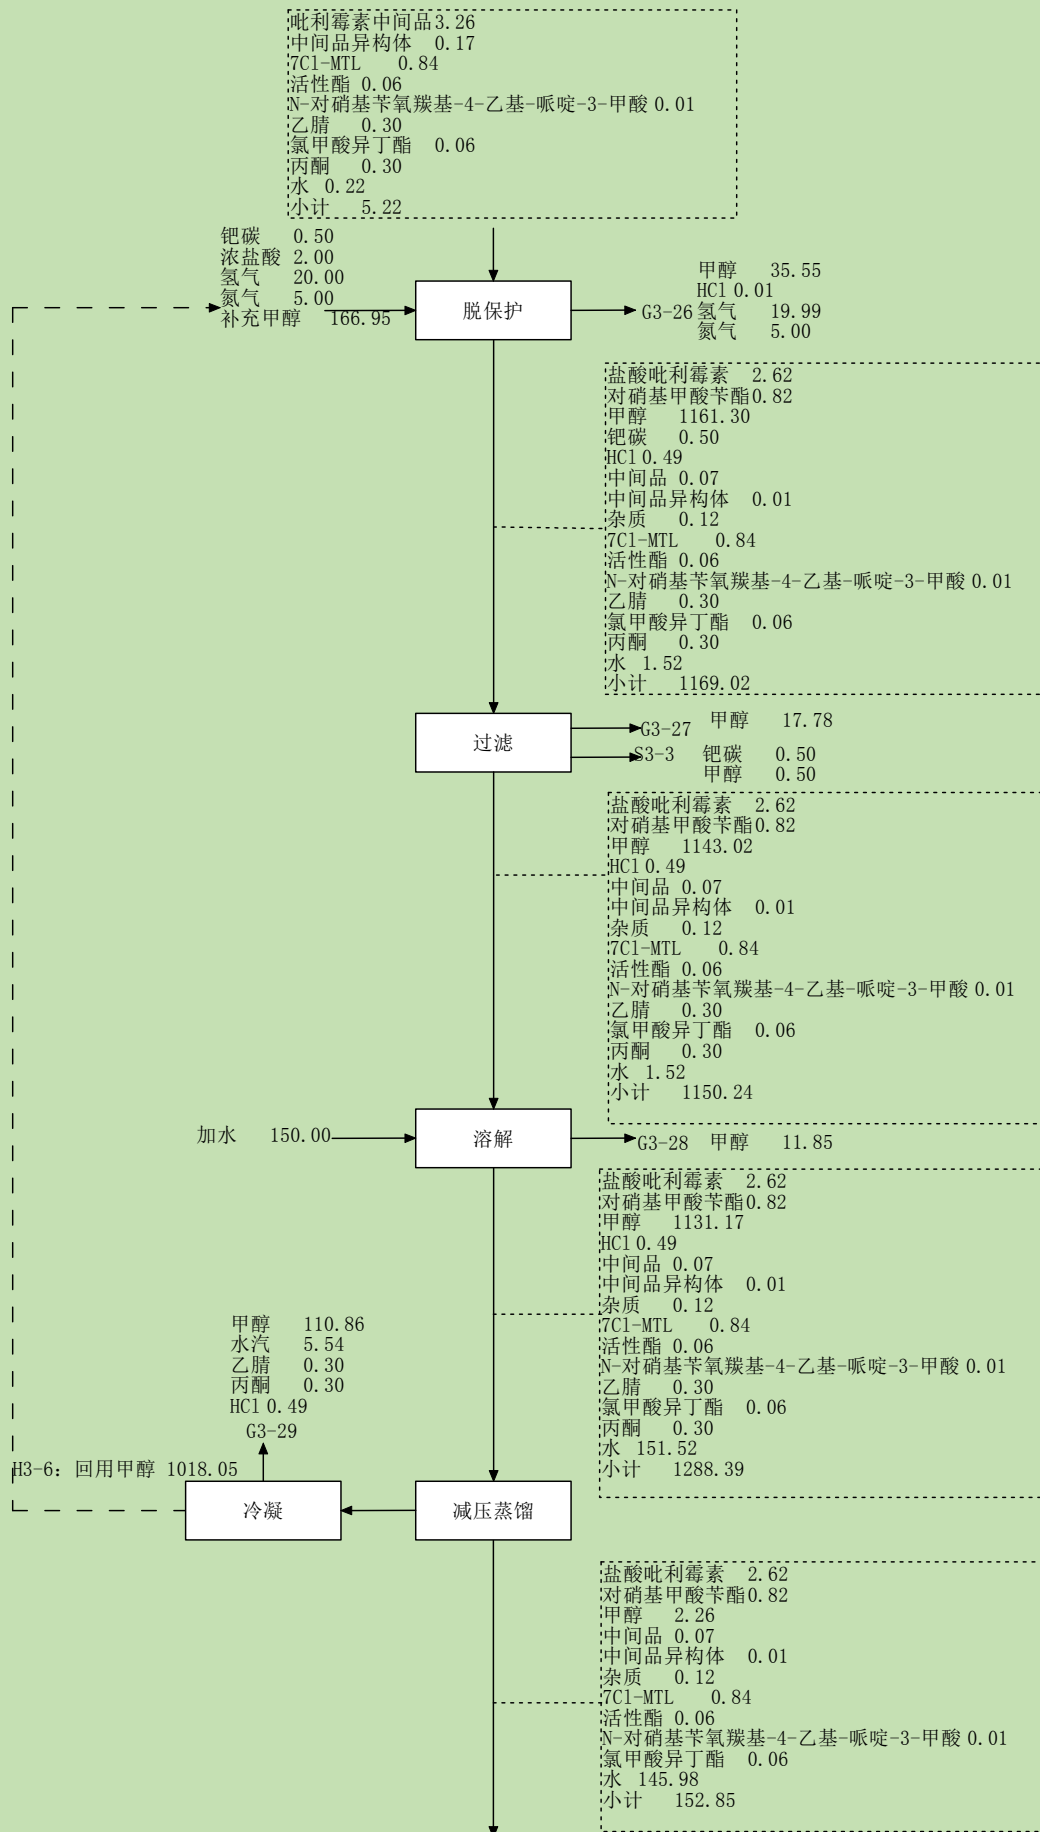 吡利霉素中间品3.26
中间品异构体 0.17
7Cl-MTL 0.84
活性酯 0.06
N-对硝基苄氧羰基-4-乙基-哌啶-3-甲酸 0.01
乙腈 0.30
氯甲酸异丁酯 0.06
丙酮 0.30
水 0.22
小计 5.22
钯碳 0.50
浓盐酸 2.00
氢气 20.00
氮气 5.00
补充甲醇 166.95
脱保护
G3-26
甲醇 35.55
HCl 0.01
氢气 19.99
氮气 5.00
盐酸吡利霉素 2.62
对硝基甲酸苄酯0.82
甲醇 1161.30
钯碳 0.50
HCl 0.49
中间品 0.07
中间品异构体 0.01
杂质 0.12
7Cl-MTL 0.84
活性酯 0.06
N-对硝基苄氧羰基-4-乙基-哌啶-3-甲酸 0.01
乙腈 0.30
氯甲酸异丁酯 0.06
丙酮 0.30
水 1.52
小计 1169.02
过滤
G3-27 甲醇 17.78
S3-3 钯碳 0.50
甲醇 0.50
盐酸吡利霉素 2.62
对硝基甲酸苄酯0.82
甲醇 1143.02
HCl 0.49
中间品 0.07
中间品异构体 0.01
杂质 0.12
7Cl-MTL 0.84
活性酯 0.06
N-对硝基苄氧羰基-4-乙基-哌啶-3-甲酸 0.01
乙腈 0.30
氯甲酸异丁酯 0.06
丙酮 0.30
水 1.52
小计 1150.24
加水 150.00
溶解
G3-28 甲醇 11.85
盐酸吡利霉素 2.62
对硝基甲酸苄酯0.82
甲醇 1131.17
HCl 0.49
中间品 0.07
中间品异构体 0.01
杂质 0.12
7Cl-MTL 0.84
活性酯 0.06
N-对硝基苄氧羰基-4-乙基-哌啶-3-甲酸 0.01
乙腈 0.30
氯甲酸异丁酯 0.06
丙酮 0.30
水 151.52
小计 1288.39
甲醇 110.86
水汽 5.54
乙腈 0.30
丙酮 0.30
HCl 0.49
G3-29
H3-6: 回用甲醇 1018.05
冷凝
减压蒸馏
盐酸吡利霉素 2.62
对硝基甲酸苄酯0.82
甲醇 2.26
中间品 0.07
中间品异构体 0.01
杂质 0.12
7Cl-MTL 0.84
活性酯 0.06
N-对硝基苄氧羰基-4-乙基-哌啶-3-甲酸 0.01
氯甲酸异丁酯 0.06
水 145.98
小计 152.85